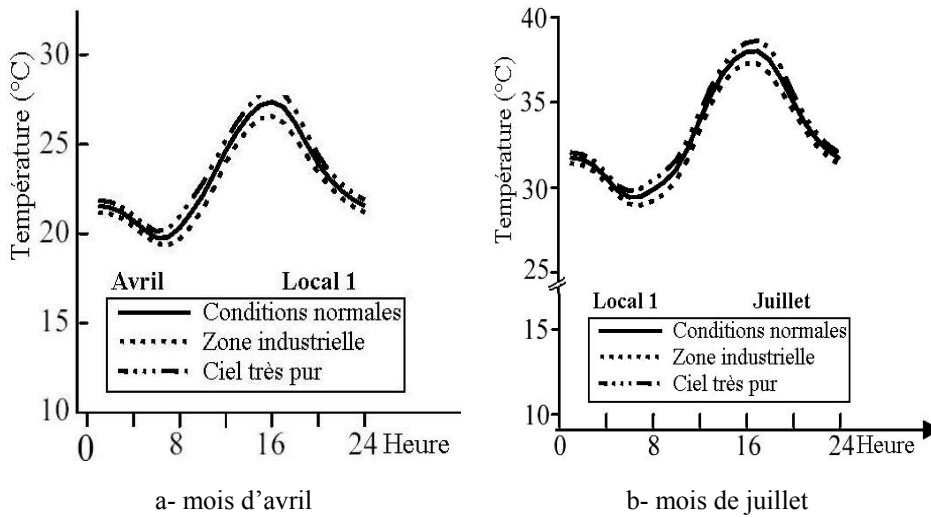 Température (°C)
30
25
20
15
10
Avril Local 1
Conditions normales
Zone industrielle
Ciel très pur
0 8 16 24 Heure
a- mois d’avril
Température (°C)
40
35
30
25
15
10
Local 1 Juillet
Conditions normales
Zone industrielle
Ciel très pur
0 8 16 24 Heure
b- mois de juillet